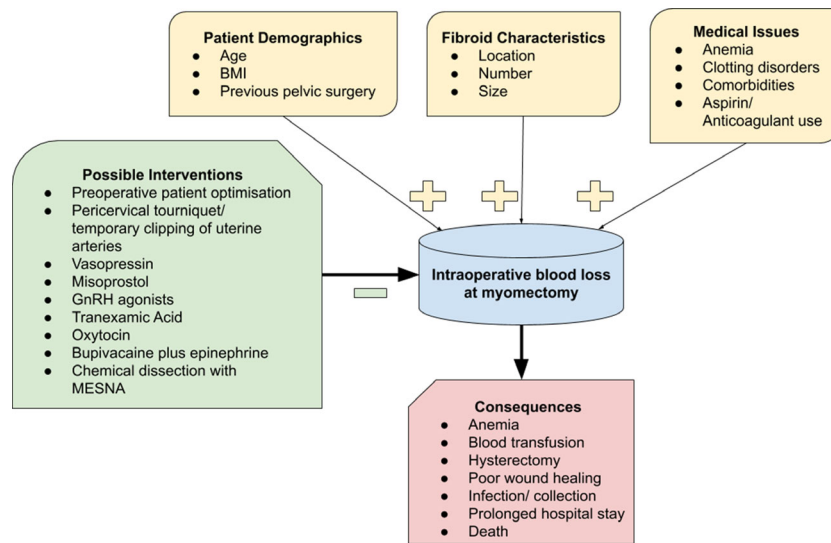 Patient Demographics
● Age
● BMI
● Previous pelvic surgery
Fibroid Characteristics
● Location
● Number
● Size
Medical Issues
● Anemia
● Clotting disorders
● Comorbidities
● Aspirin/
Anticoagulant use
Possible Interventions
● Preoperative patient optimisation
● Pericervical tourniquet/
temporary clipping of uterine
arteries
● Vasopressin
● Misoprostol
● GnRH agonists
● Tranexamic Acid
● Oxytocin
● Bupivacaine plus epinephrine
● Chemical dissection with
MESNA
Intraoperative blood loss
at myomectomy
Consequences
● Anemia
● Blood transfusion
● Hysterectomy
● Poor wound healing
● Infection/ collection
● Prolonged hospital stay
● Death